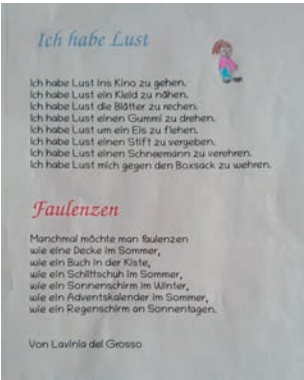 Ich habe Lust
Ich habe Lust ins Kino zu gehen.
Ich habe Lust ein Kleid zu nähen.
Ich habe Lust die Blätter zu rechen.
Ich habe Lust einen Gummi zu drehen.
Ich habe Lust um ein Eis zu flehen.
Ich habe Lust einen Stift zu vergeben.
Ich habe Lust einen Schneemann zu verehren.
Ich habe Lust mich gegen den Boxsack zu wehren.
Faulenzen
Manchmal möchte man faulenzen
wie eine Decke im Sommer,
wie ein Buch in der Kiste,
wie ein Schlittschuh im Sommer,
wie ein Sonnenschirm im Winter,
wie ein Adventskalender im Sommer,
wie ein Regenschirm an Sonnentagen.
Von Lavinia del Grosso